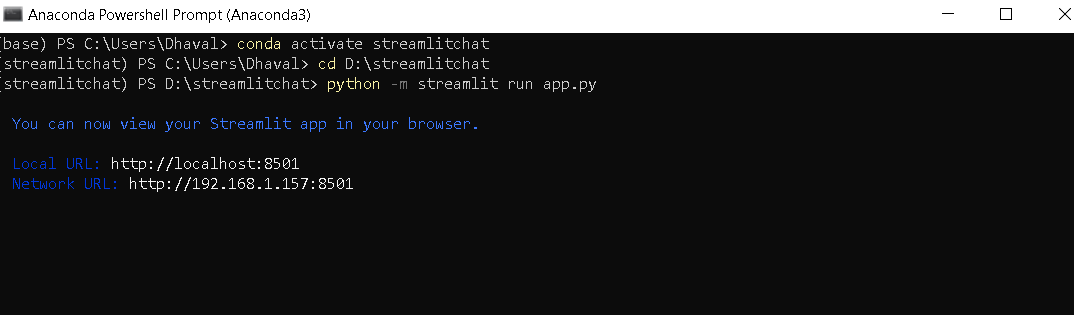 Anaconda Powershell Prompt (Anaconda3)
(base) PS C:\Users\Dhaval> conda activate streamlitchat
(streamlitchat) PS C:\Users\Dhaval> cd D:\streamlitchat
(streamlitchat) PS D:\streamlitchat> python -m streamlit run app.py
You can now view your Streamlit app in your browser.
Local URL: http://localhost:8501
Network URL: http://192.168.1.157:8501